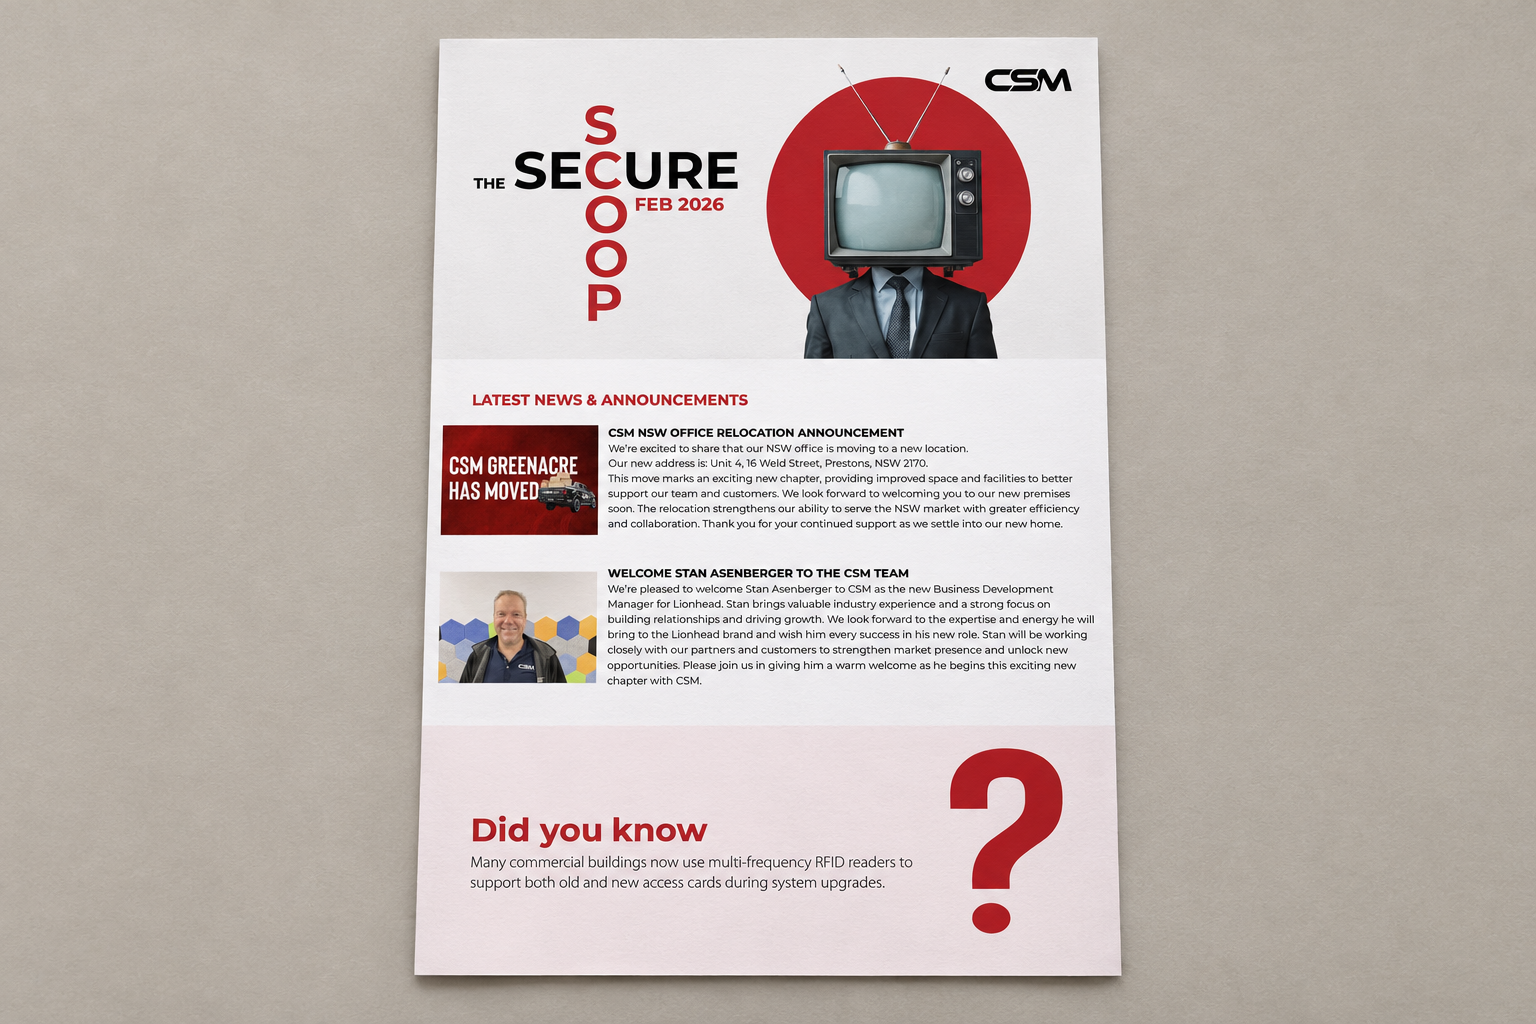 CSM
THE SECURE
SCOOP
FEB 2026
LATEST NEWS & ANNOUNCEMENTS
CSM GREENACRE
HAS MOVED
CSM NSW OFFICE RELOCATION ANNOUNCEMENT
We're excited to share that our NSW office is moving to a new location.
Our new address is: Unit 4, 16 Weld Street, Prestons, NSW 2170.
This move marks an exciting new chapter, providing improved space and facilities to better
support our team and customers. We look forward to welcoming you to our new premises
soon. The relocation strengthens our ability to serve the NSW market with greater efficiency
and collaboration. Thank you for your continued support as we settle into our new home.
CSM
WELCOME STAN ASENBERGER TO THE CSM TEAM
We're pleased to welcome Stan Asenberger to CSM as the new Business Development
Manager for Lionhead. Stan brings valuable industry experience and a strong focus on
building relationships and driving growth. We look forward to the expertise and energy he will
bring to the Lionhead brand and wish him every success in his new role. Stan will be working
closely with our partners and customers to strengthen market presence and unlock new
opportunities. Please join us in giving him a warm welcome as he begins this exciting new
chapter with CSM.
Did you know
?
Many commercial buildings now use multi-frequency RFID readers to
support both old and new access cards during system upgrades.